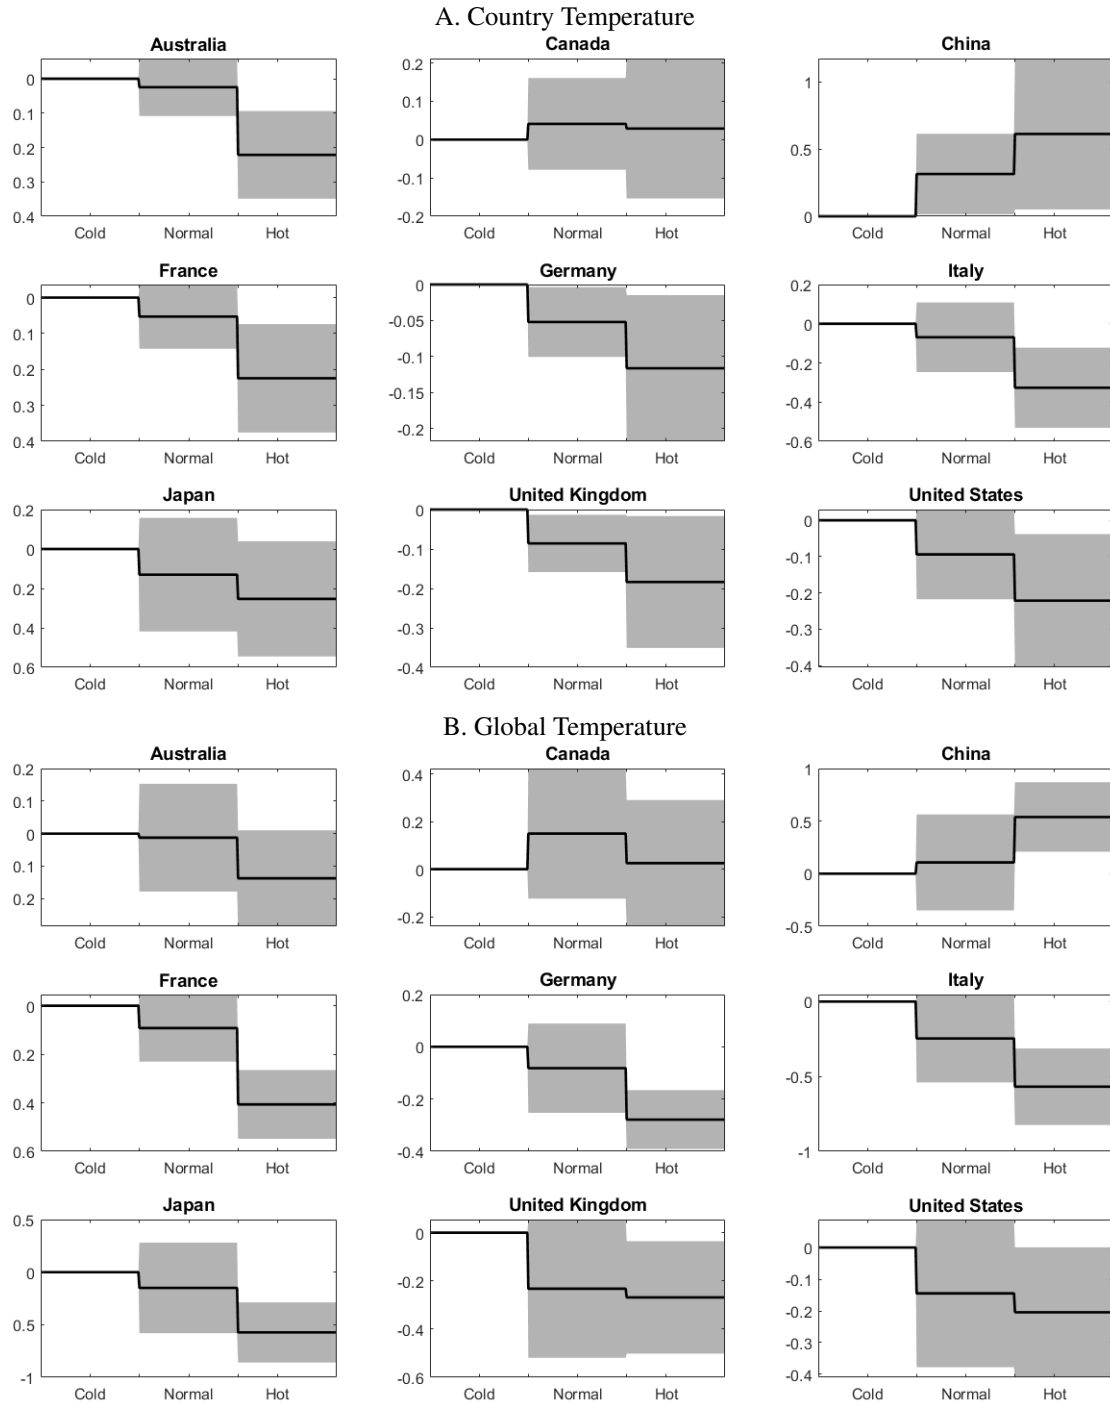 A. Country Temperature
Australia Canada China
0 0.1 0.2 0.3 0.4
Cold Normal Hot
0.2 0.1 0 -0.1 -0.2
Cold Normal Hot
1 0.5 0
Cold Normal Hot
France Germany Italy
0 0.1 0.2 0.3 0.4
Cold Normal Hot
0 -0.05 -0.1 -0.15 -0.2
Cold Normal Hot
0.2 0 -0.2 -0.4 -0.6
Cold Normal Hot
Japan United Kingdom United States
0.2 0 0.2 0.4 0.6
Cold Normal Hot
0 -0.1 -0.2 -0.3 -0.4
Cold Normal Hot
0 -0.1 -0.2 -0.3 -0.4
Cold Normal Hot
B. Global Temperature
Australia Canada China
0.2 0.1 0 0.1 0.2
Cold Normal Hot
0.4 0.2 0 -0.2
Cold Normal Hot
1 0.5 0 -0.5
Cold Normal Hot
France Germany Italy
0 0.2 0.4 0.6
Cold Normal Hot
0.2 0 -0.2 -0.4
Cold Normal Hot
0 -0.5 -1
Cold Normal Hot
Japan United Kingdom United States
0.5 0 0.5 -1
Cold Normal Hot
0 -0.2 -0.4 -0.6
Cold Normal Hot
0 -0.1 -0.2 -0.3 -0.4
Cold Normal Hot